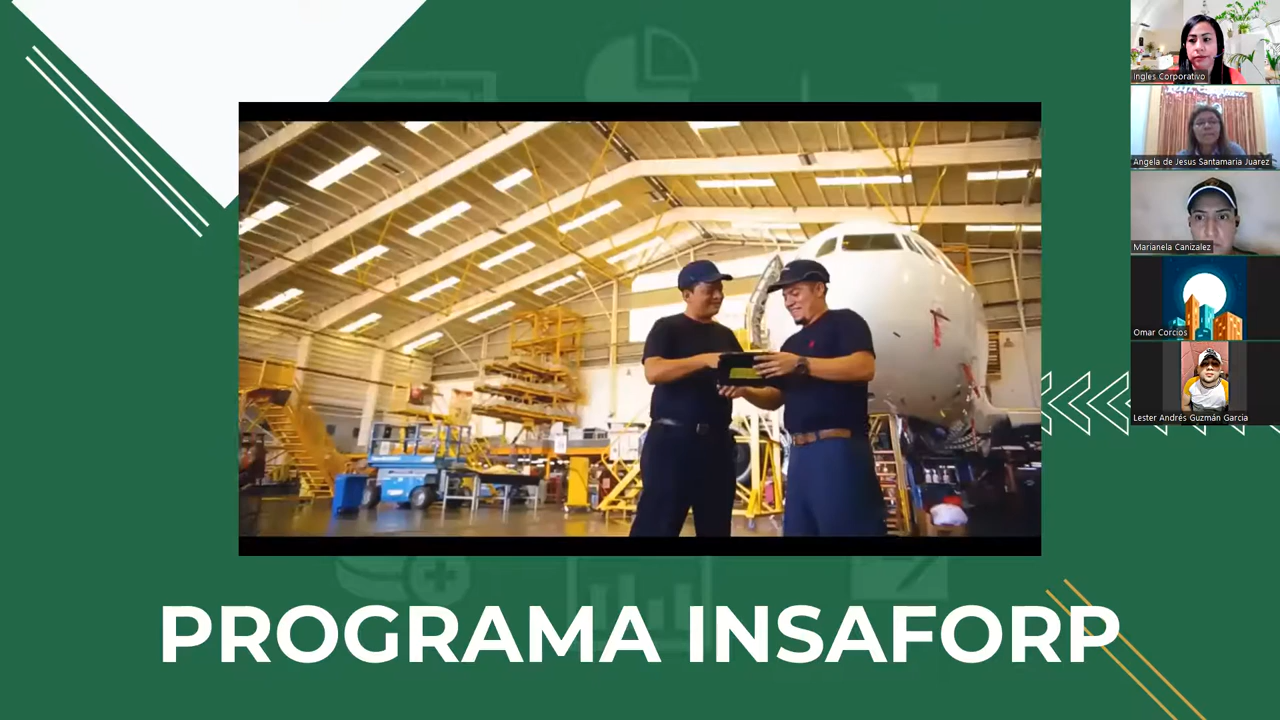 PROGRAMA INSAFORP
Ingles Corporativo
Angela de Jesus Santamaria Juarez
Marianela Canizalez
Omar Corcios
Lester Andrés Guzmán Garcia